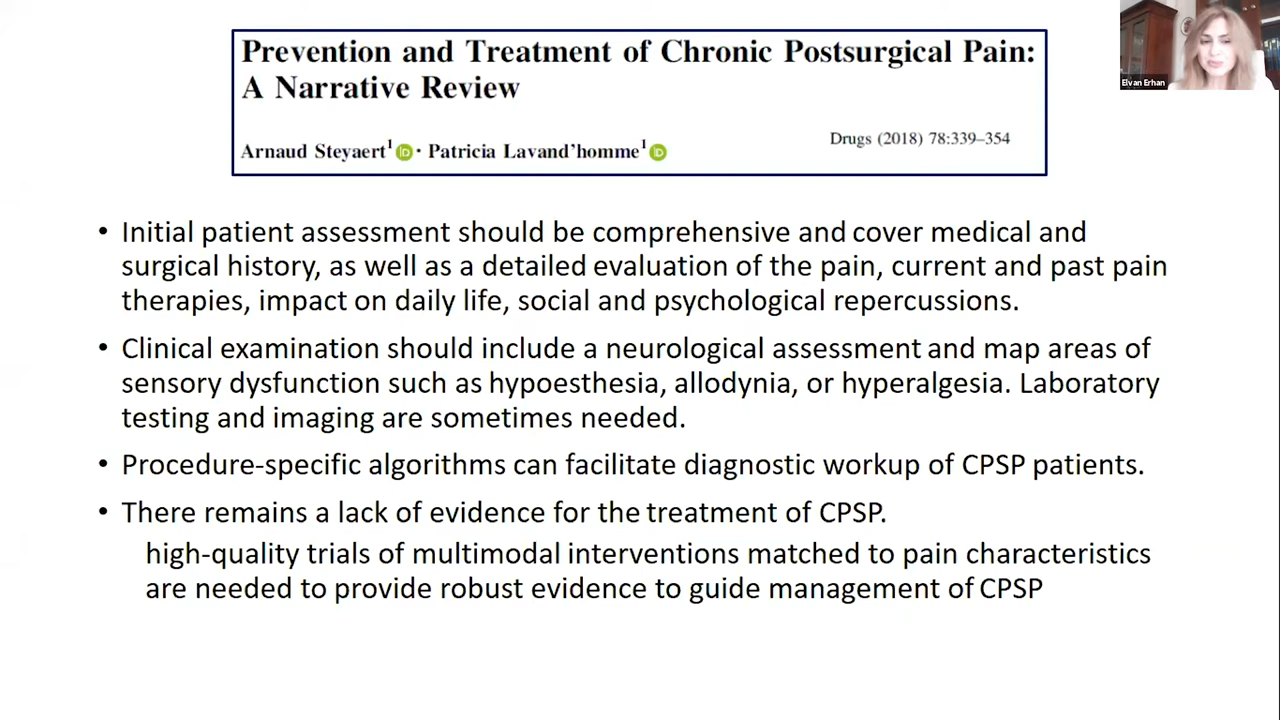 Prevention and Treatment of Chronic Postsurgical Pain:
A Narrative Review
Arnaud Steyaert1 iD · Patricia Lavand’homme1 iD
Drugs (2018) 78:339–354
Elvan Erhan
• Initial patient assessment should be comprehensive and cover medical and
surgical history, as well as a detailed evaluation of the pain, current and past pain
therapies, impact on daily life, social and psychological repercussions.
• Clinical examination should include a neurological assessment and map areas of
sensory dysfunction such as hypoesthesia, allodynia, or hyperalgesia. Laboratory
testing and imaging are sometimes needed.
• Procedure-specific algorithms can facilitate diagnostic workup of CPSP patients.
• There remains a lack of evidence for the treatment of CPSP.
high-quality trials of multimodal interventions matched to pain characteristics
are needed to provide robust evidence to guide management of CPSP